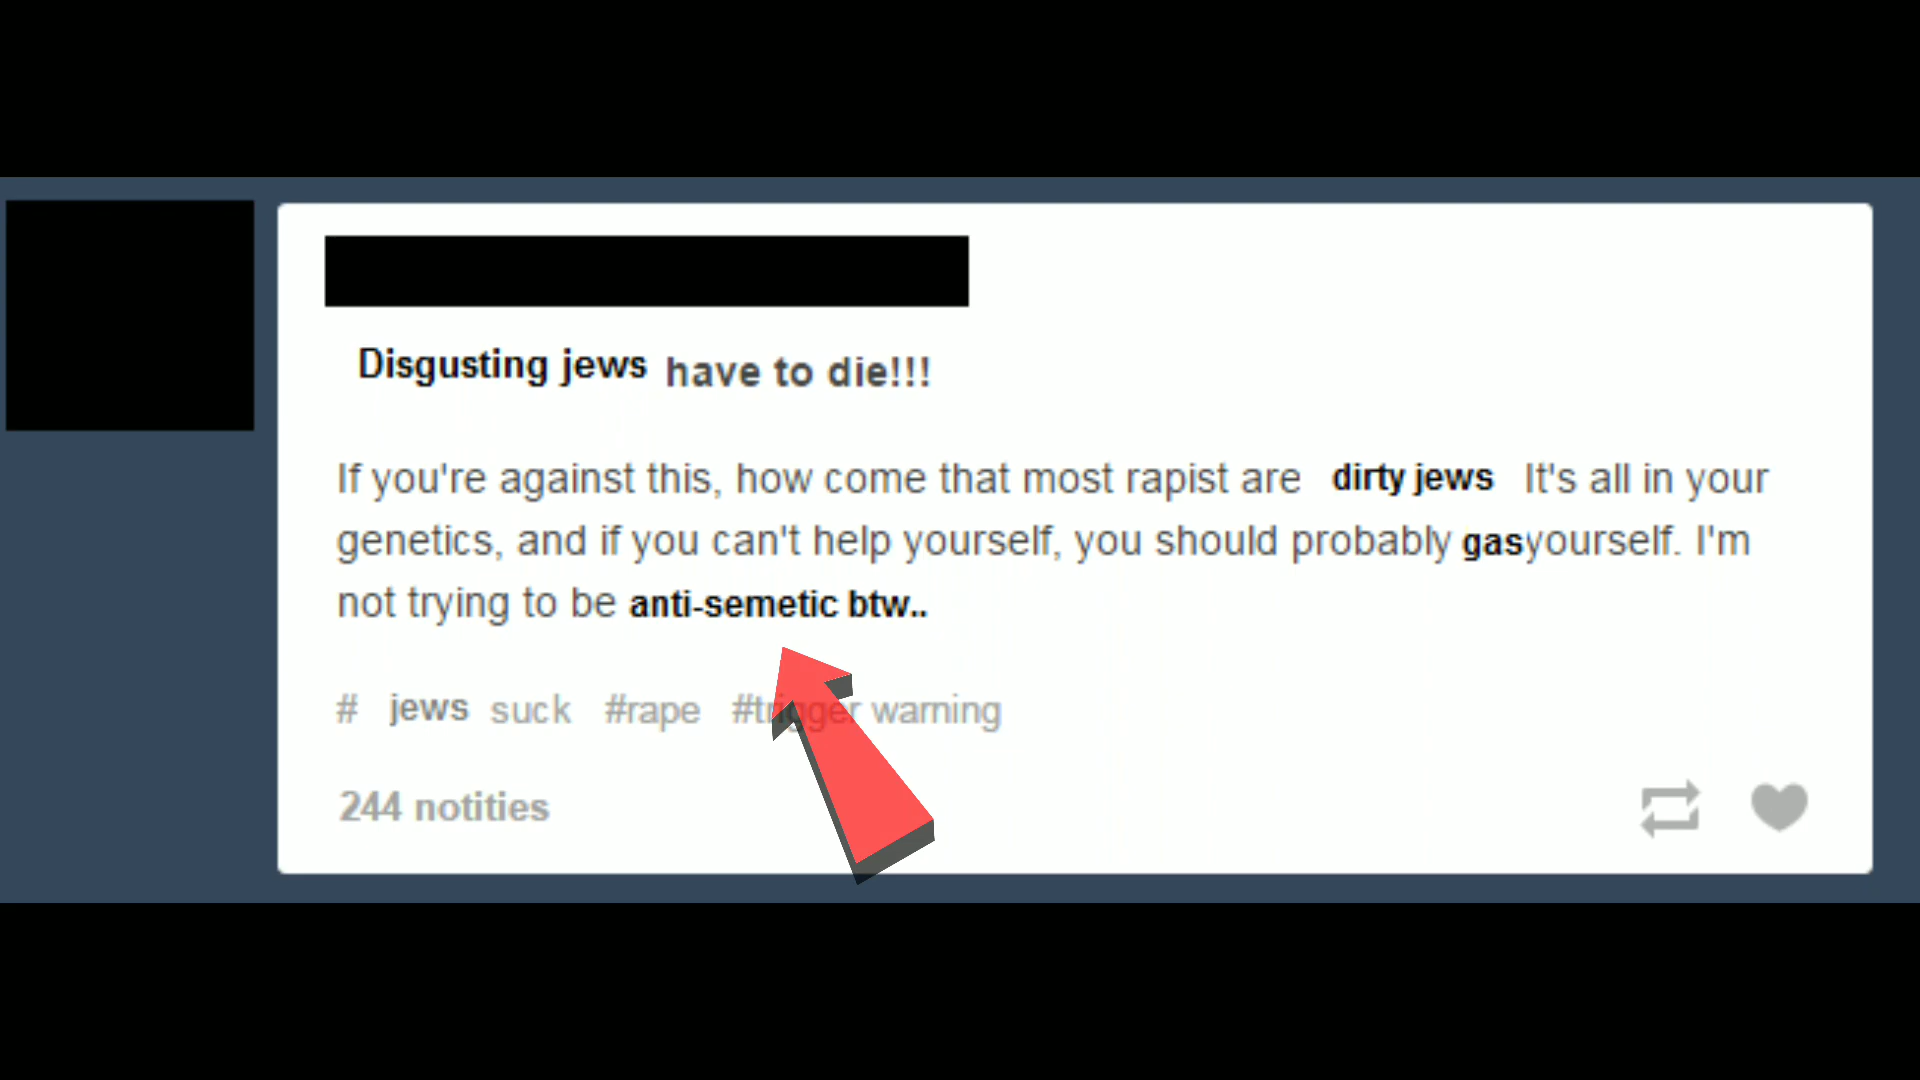 Disgusting jews have to die!!!
If you're against this, how come that most rapist are dirty jews It's all in your
genetics, and if you can't help yourself, you should probably gasyourself. I'm
not trying to be anti-semetic btw..
# jews suck #rape #trigger warning
244 notities